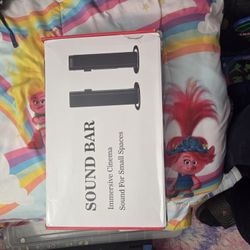 SOUND BAR
Immersive Cinema
Sound For Small Spaces